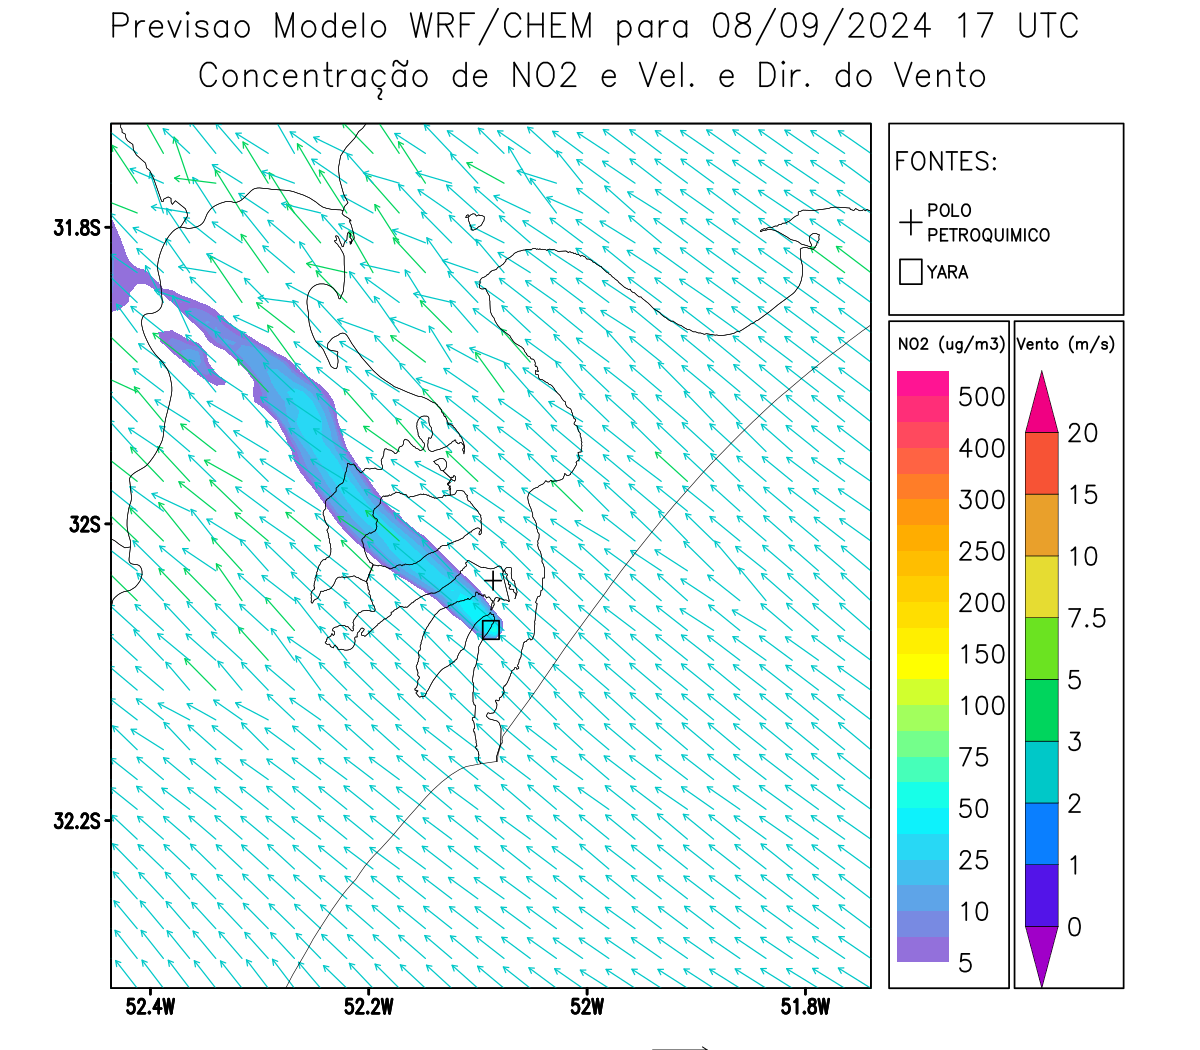 Previsao Modelo WRF/CHEM para 08/09/2024 17 UTC
Concentração de NO2 e Vel. e Dir. do Vento
FONTES:
POLO
PETROQUIMICO
YARA
NO2 (ug/m3)
500
400
300
250
200
150
100
75
50
25
10
5
Vento (m/s)
20
15
10
7.5
5
3
2
1
0
31.8S
32S
32.2S
52.4W
52.2W
52W
51.8W